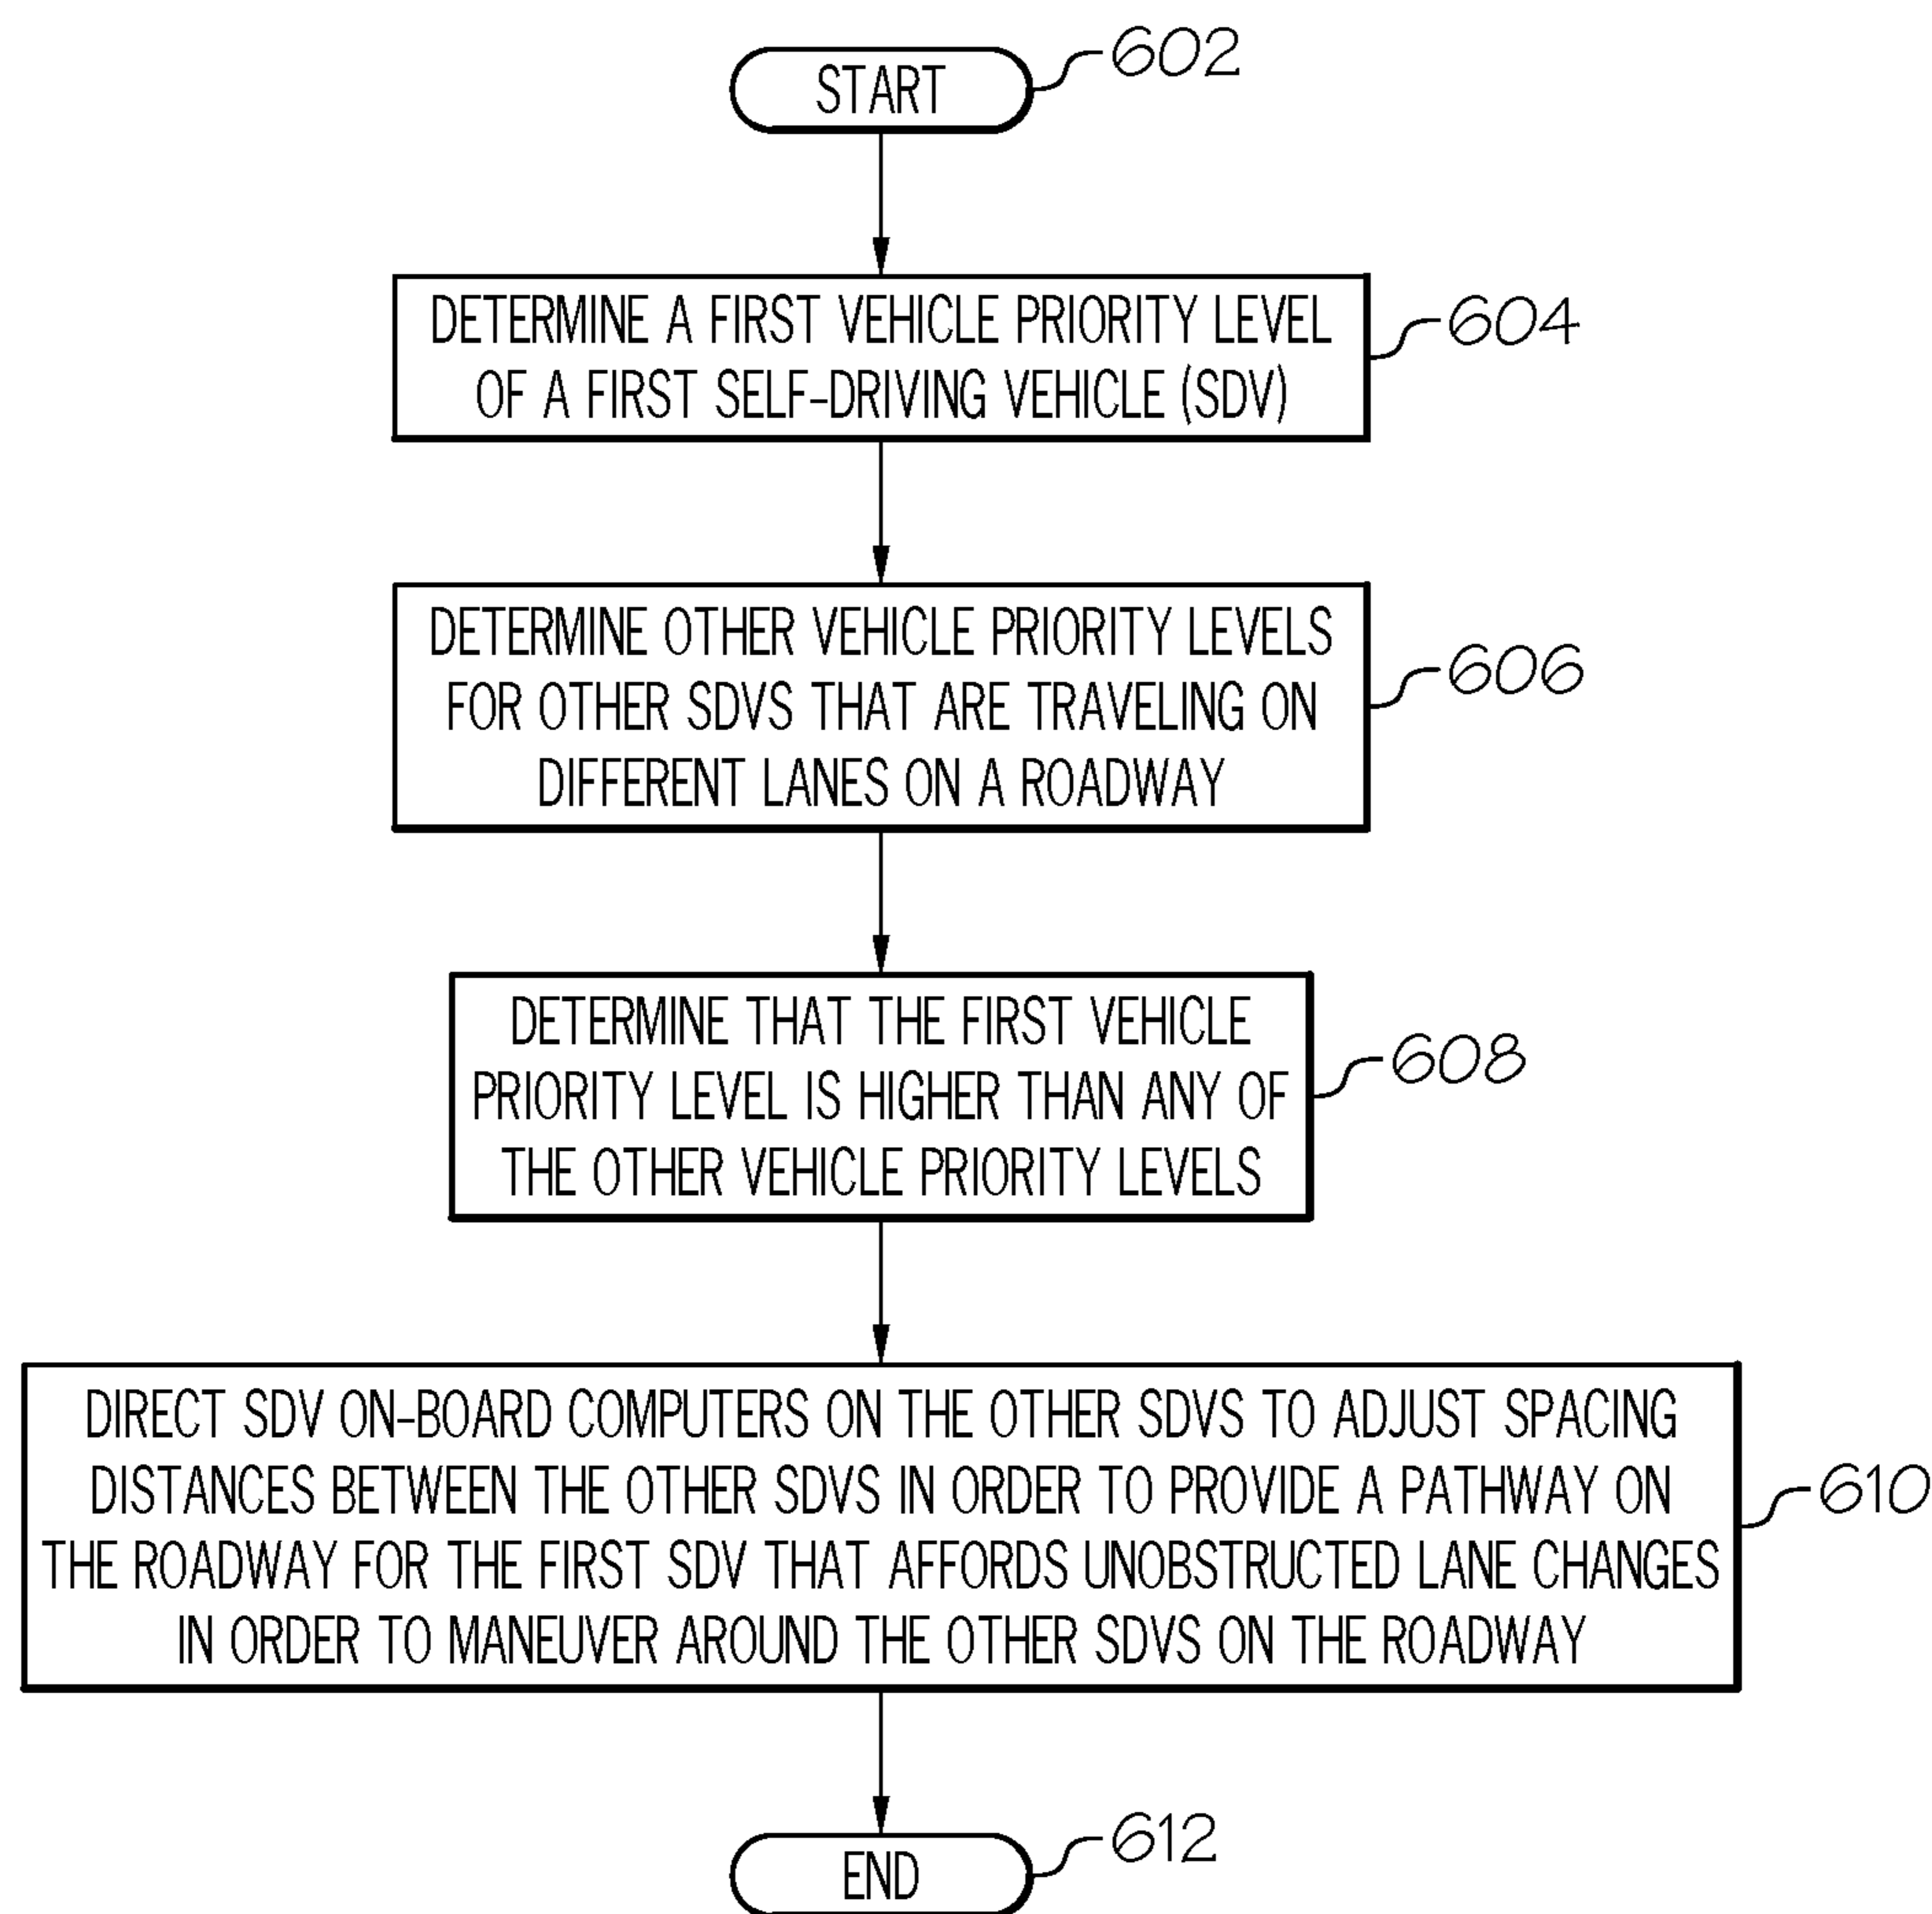 START
602
DETERMINE A FIRST VEHICLE PRIORITY LEVEL
OF A FIRST SELF-DRIVING VEHICLE (SDV)
604
DETERMINE OTHER VEHICLE PRIORITY LEVELS
FOR OTHER SDVS THAT ARE TRAVELING ON
DIFFERENT LANES ON A ROADWAY
606
DETERMINE THAT THE FIRST VEHICLE
PRIORITY LEVEL IS HIGHER THAN ANY OF
THE OTHER VEHICLE PRIORITY LEVELS
608
DIRECT SDV ON-BOARD COMPUTERS ON THE OTHER SDVS TO ADJUST SPACING
DISTANCES BETWEEN THE OTHER SDVS IN ORDER TO PROVIDE A PATHWAY ON
THE ROADWAY FOR THE FIRST SDV THAT AFFORDS UNOBSTRUCTED LANE CHANGES
IN ORDER TO MANEUVER AROUND THE OTHER SDVS ON THE ROADWAY
610
END
612